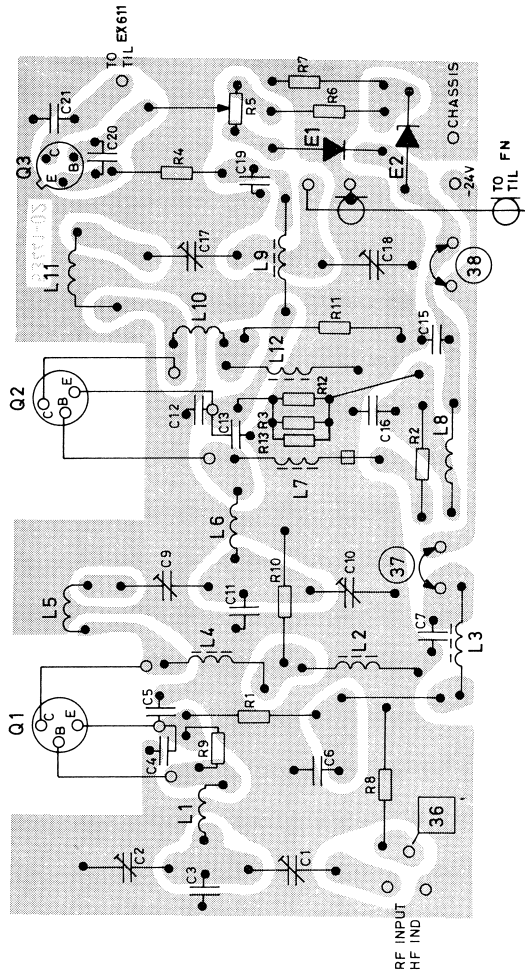 Q1
C
B
E
Q2
C
B
E
Q3
E
C
B
C21
TO
TIL EX611
C20
L11
L5
C2
C5
C4
L1
R9
C3
L4
R1
C9
C11
L6
C12
C13
L10
C17
R4
C19
R5
R7
R6
E1
E2
L9
L12
R12
R3
R13
L7
R11
R10
C10
L2
C6
C1
R8
C7
L3
37
C16
R2
L8
C15
C18
38
-24V
CHASSIS
TO
TIL FN
36
RF INPUT
HF IND